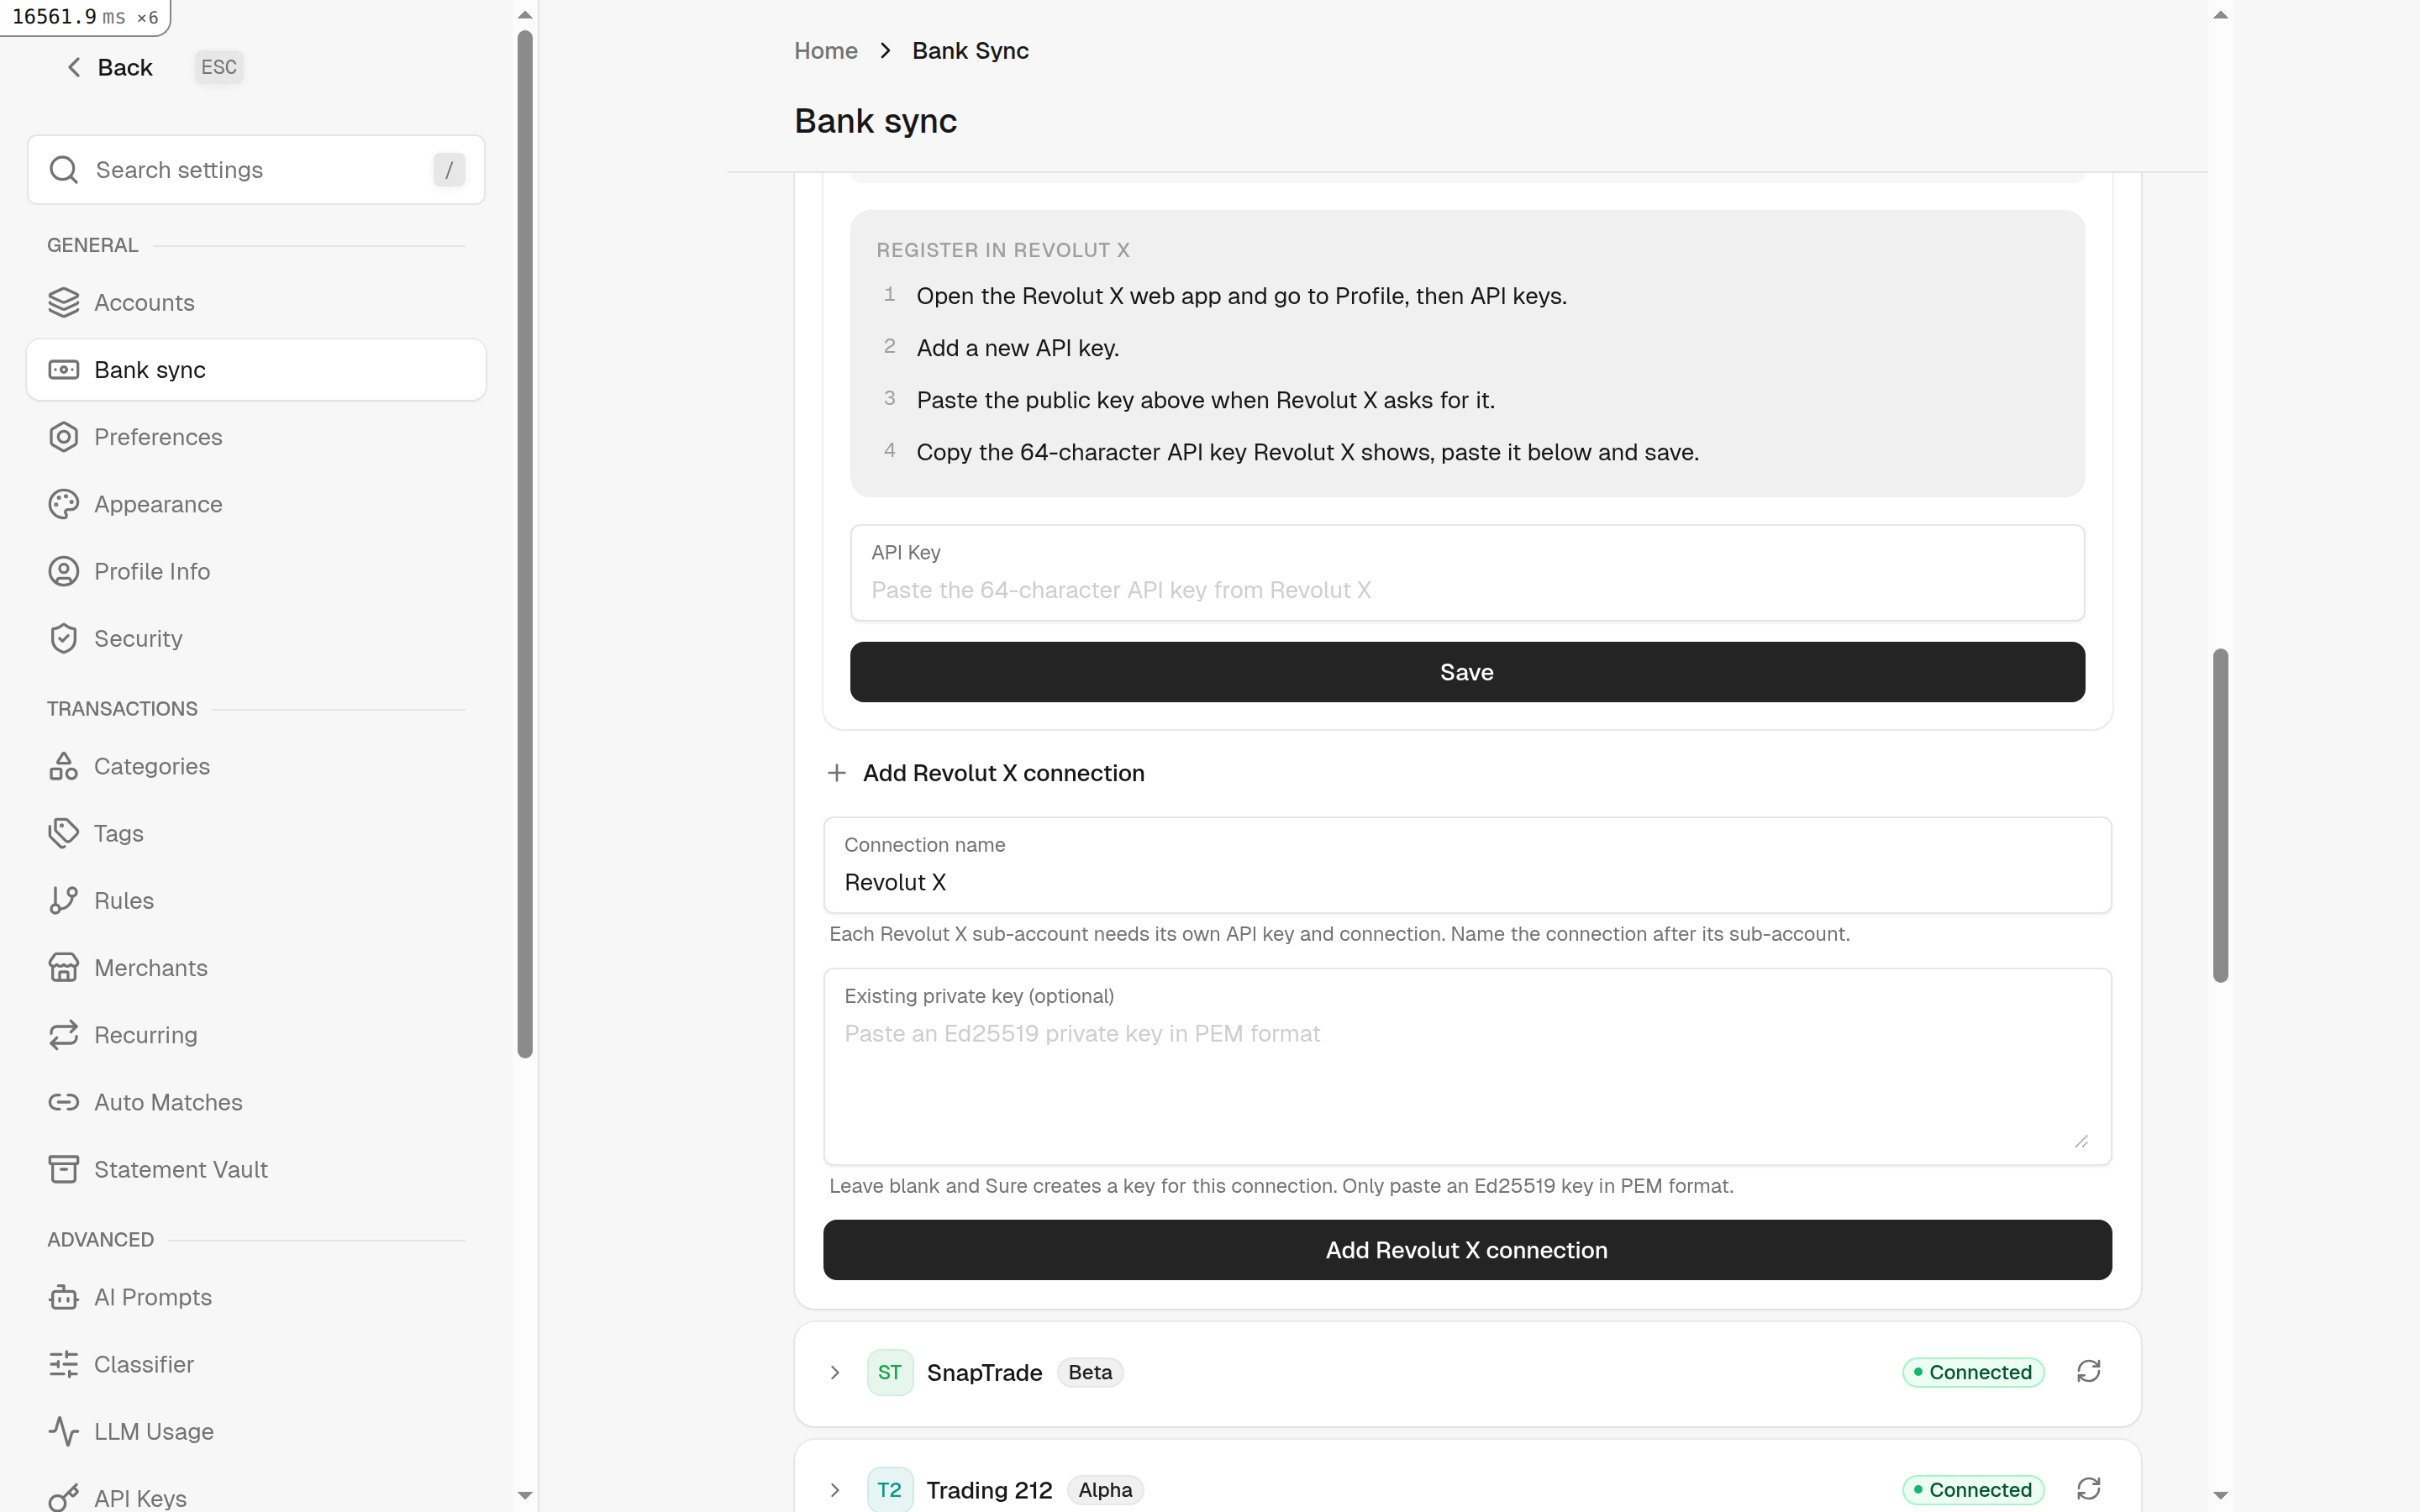 16561.9 ms ×6
Back ESC
Search settings /
GENERAL
Accounts
Bank sync
Preferences
Appearance
Profile Info
Security
TRANSACTIONS
Categories
Tags
Rules
Merchants
Recurring
Auto Matches
Statement Vault
ADVANCED
AI Prompts
Classifier
LLM Usage
API Keys
Home > Bank Sync
Bank sync
REGISTER IN REVOLUT X
1 Open the Revolut X web app and go to Profile, then API keys.
2 Add a new API key.
3 Paste the public key above when Revolut X asks for it.
4 Copy the 64-character API key Revolut X shows, paste it below and save.
API Key
Paste the 64-character API key from Revolut X
Save
Add Revolut X connection
Connection name
Revolut X
Each Revolut X sub-account needs its own API key and connection. Name the connection after its sub-account.
Existing private key (optional)
Paste an Ed25519 private key in PEM format
Leave blank and Sure creates a key for this connection. Only paste an Ed25519 key in PEM format.
Add Revolut X connection
ST SnapTrade Beta Connected
T2 Trading 212 Alpha Connected